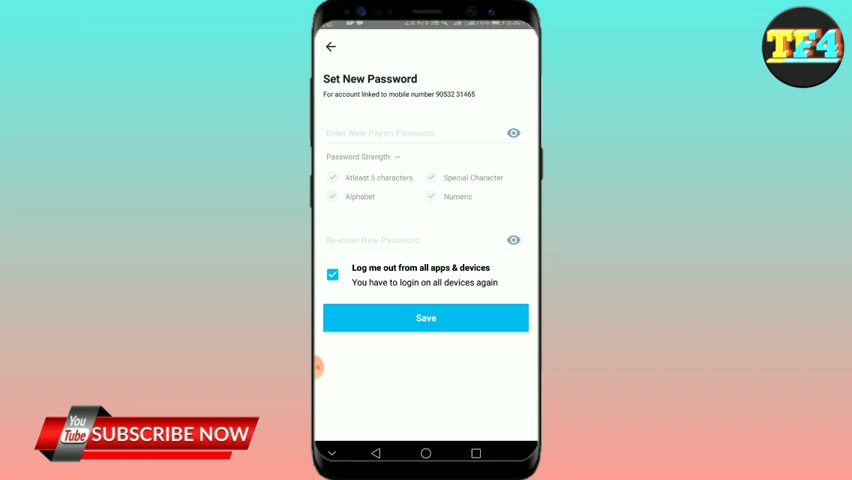 TF4
Set New Password
For account linked to mobile number 90532 31465
Enter New Paytm Password
Password Strength: --
Atleast 5 characters
Special Character
Alphabet
Numeric
Re-enter New Password
Log me out from all apps & devices
You have to login on all devices again
Save
You
Tube
SUBSCRIBE NOW